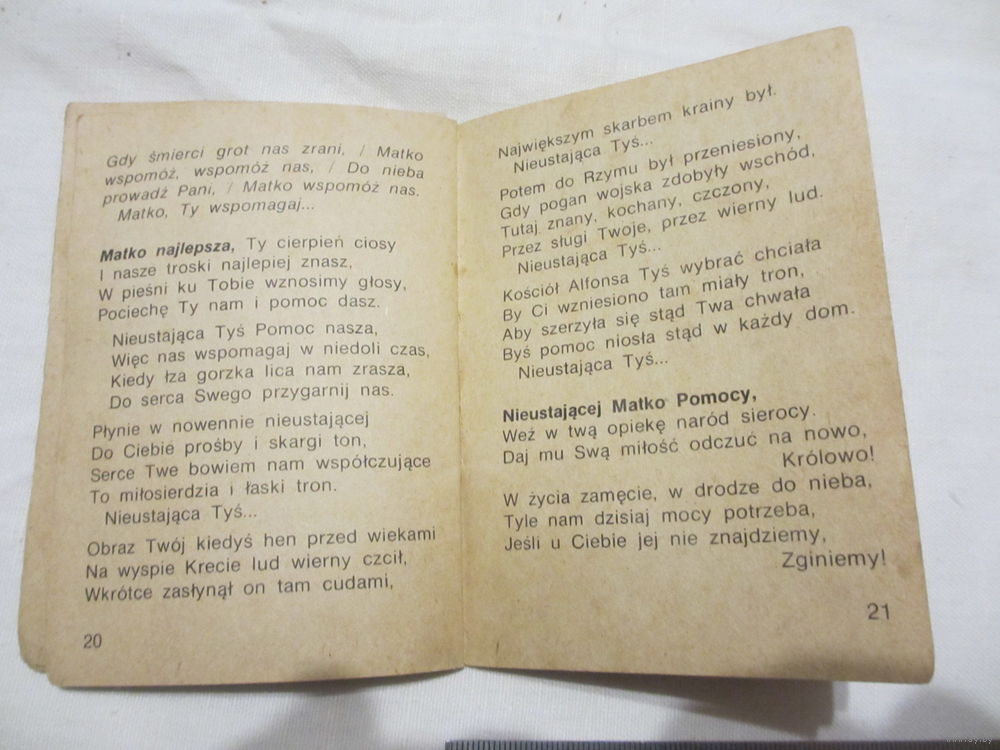 Gdy śmierci grot nas zrani, / Matko
wspomóż, wspomóż nas, / Do nieba
prowadź Pani, / Matko wspomóż nas.
Matko, Ty wspomagaj...
Matko najlepsza, Ty cierpień ciosy
I nasze troski najlepiej znasz,
W pieśni ku Tobie wznosimy głosy,
Pociechę Ty nam i pomoc dasz.
Nieustająca Tyś Pomoc nasza,
Więc nas wspomagaj w niedoli czas,
Kiedy łza gorzka lica nam zrasza,
Do serca Swego przygarnij nas.
Płynie w nowennie nieustającej
Do Ciebie prośby i skargi ton,
Serce Twe bowiem nam współczujące
To miłosierdzia i łaski tron.
Nieustająca Tyś...
Obraz Twój kiedyś hen przed wiekami
Na wyspie Krecie lud wierny czcił,
Wkrótce zasłynął on tam cudami,
20
Największym skarbem krainy był.
Nieustająca Tyś...
Potem do Rzymu był przeniesiony,
Gdy pogan wojska zdobyły wschód,
Tutaj znany, kochany, czczony,
Przez sługi Twoje, przez wierny lud.
Nieustająca Tyś...
Kościół Alfonsa Tyś wybrać chciała
By Ci wzniesiono tam miały tron,
Aby szerzyła się stąd Twa chwała
Byś pomoc niosła stąd w każdy dom.
Nieustająca Tyś...
Nieustającej Matko Pomocy,
Weź w twą opiekę naród sierocy.
Daj mu Swą miłość odczuć na nowo,
Królowo!
W życia zamęcie, w drodze do nieba,
Tyle nam dzisiaj mocy potrzeba,
Jeśli u Ciebie jej nie znajdziemy,
Zginiemy!
21